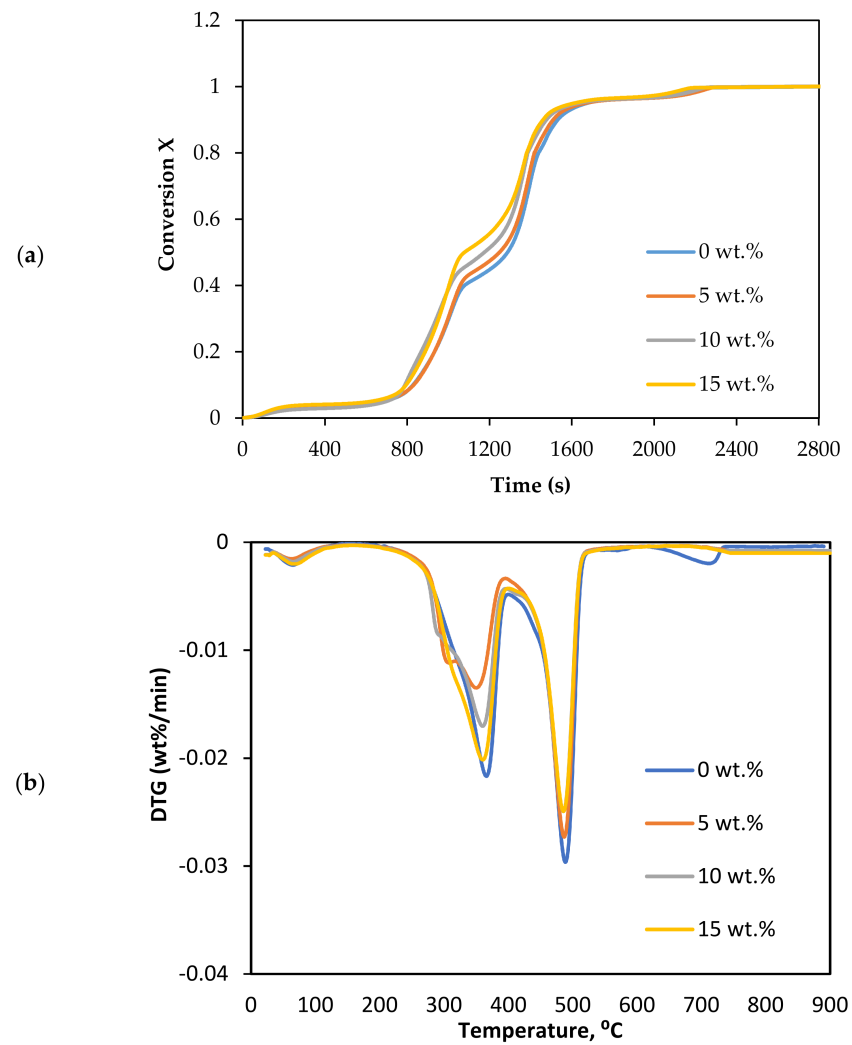 (a)
Conversion X
1.2
1
0.8
0.6
0.4
0.2
0
0 400 800 1200 1600 2000 2400 2800
Time (s)
0 wt.%
5 wt.%
10 wt.%
15 wt.%
(b)
DTG (wt%/min)
0
-0.01
-0.02
-0.03
-0.04
0 100 200 300 400 500 600 700 800 900
Temperature, ⁰C
0 wt.%
5 wt.%
10 wt.%
15 wt.%